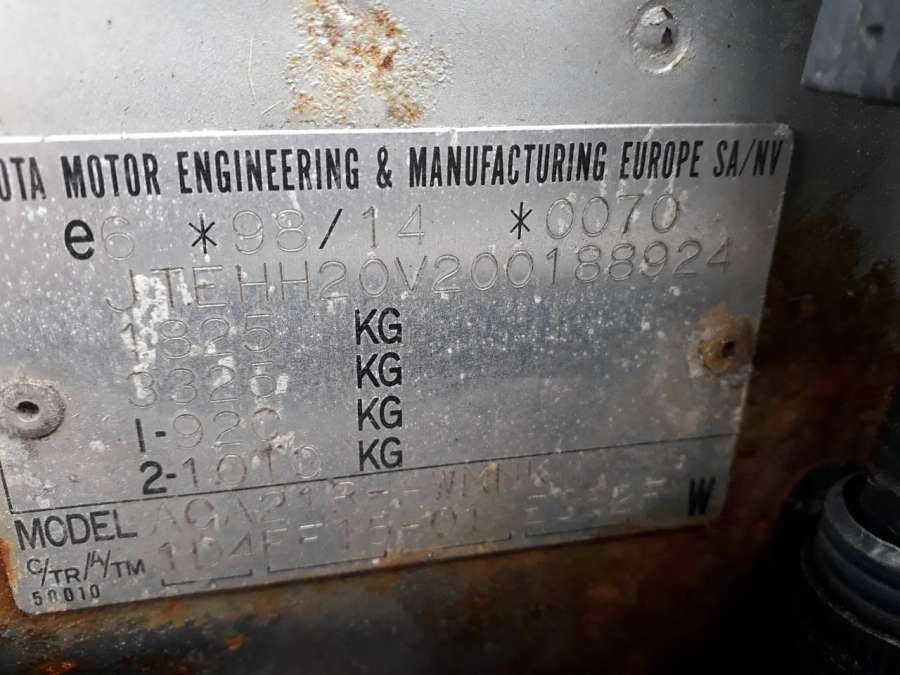 OTA MOTOR ENGINEERING & MANUFACTURING EUROPE SA/NV
e6 *98/14 *0070
JTEHH20V200188924
1825 KG
3325 KG
1-920 KG
2-1010 KG
MODEL W
C/TR/A/TM 1D4
50010